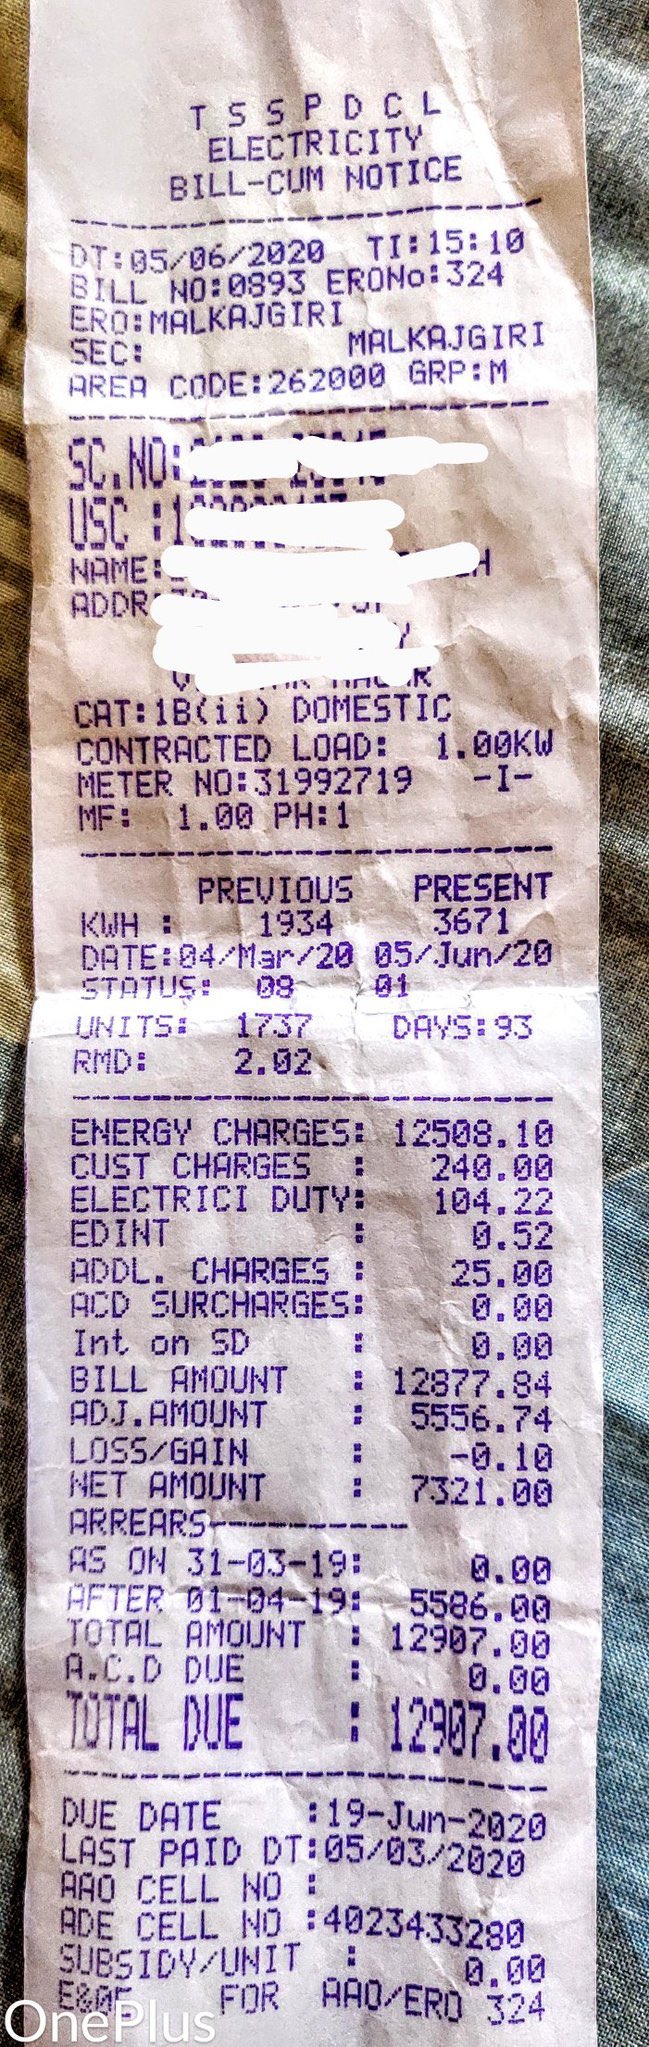 T S S P D C L
ELECTRICITY
BILL-CUM NOTICE
DT:05/06/2020 TI:15:10
BILL NO:0893 ERONo:324
ERO:MALKAJGIRI
SEC: MALKAJGIRI
AREA CODE:262000 GRP:M
SC.NO:
USC :
NAME:
ADDR:
CAT:1B(ii) DOMESTIC
CONTRACTED LOAD: 1.00KW
METER NO:31992719 -I-
MF: 1.00 PH:1
PREVIOUS PRESENT
KWH : 1934 3671
DATE:04/Mar/20 05/Jun/20
STATUS: 08 01
UNITS: 1737 DAYS:93
RMD: 2.02
ENERGY CHARGES: 12508.10
CUST CHARGES : 240.00
ELECTRICI DUTY: 104.22
EDINT : 0.52
ADDL. CHARGES : 25.00
ACD SURCHARGES: 0.00
Int on SD : 0.00
BILL AMOUNT : 12877.84
ADJ.AMOUNT : 5556.74
LOSS/GAIN : -0.10
NET AMOUNT : 7321.00
ARREARS-----------
AS ON 31-03-19: 0.00
AFTER 01-04-19: 5586.00
TOTAL AMOUNT : 12907.00
A.C.D DUE : 0.00
TOTAL DUE : 12907.00
DUE DATE :19-Jun-2020
LAST PAID DT:05/03/2020
AAO CELL NO :
ADE CELL NO :4023433280
SUBSIDY/UNIT : 0.00
E&OE FOR AAO/ERO 324
OnePlus